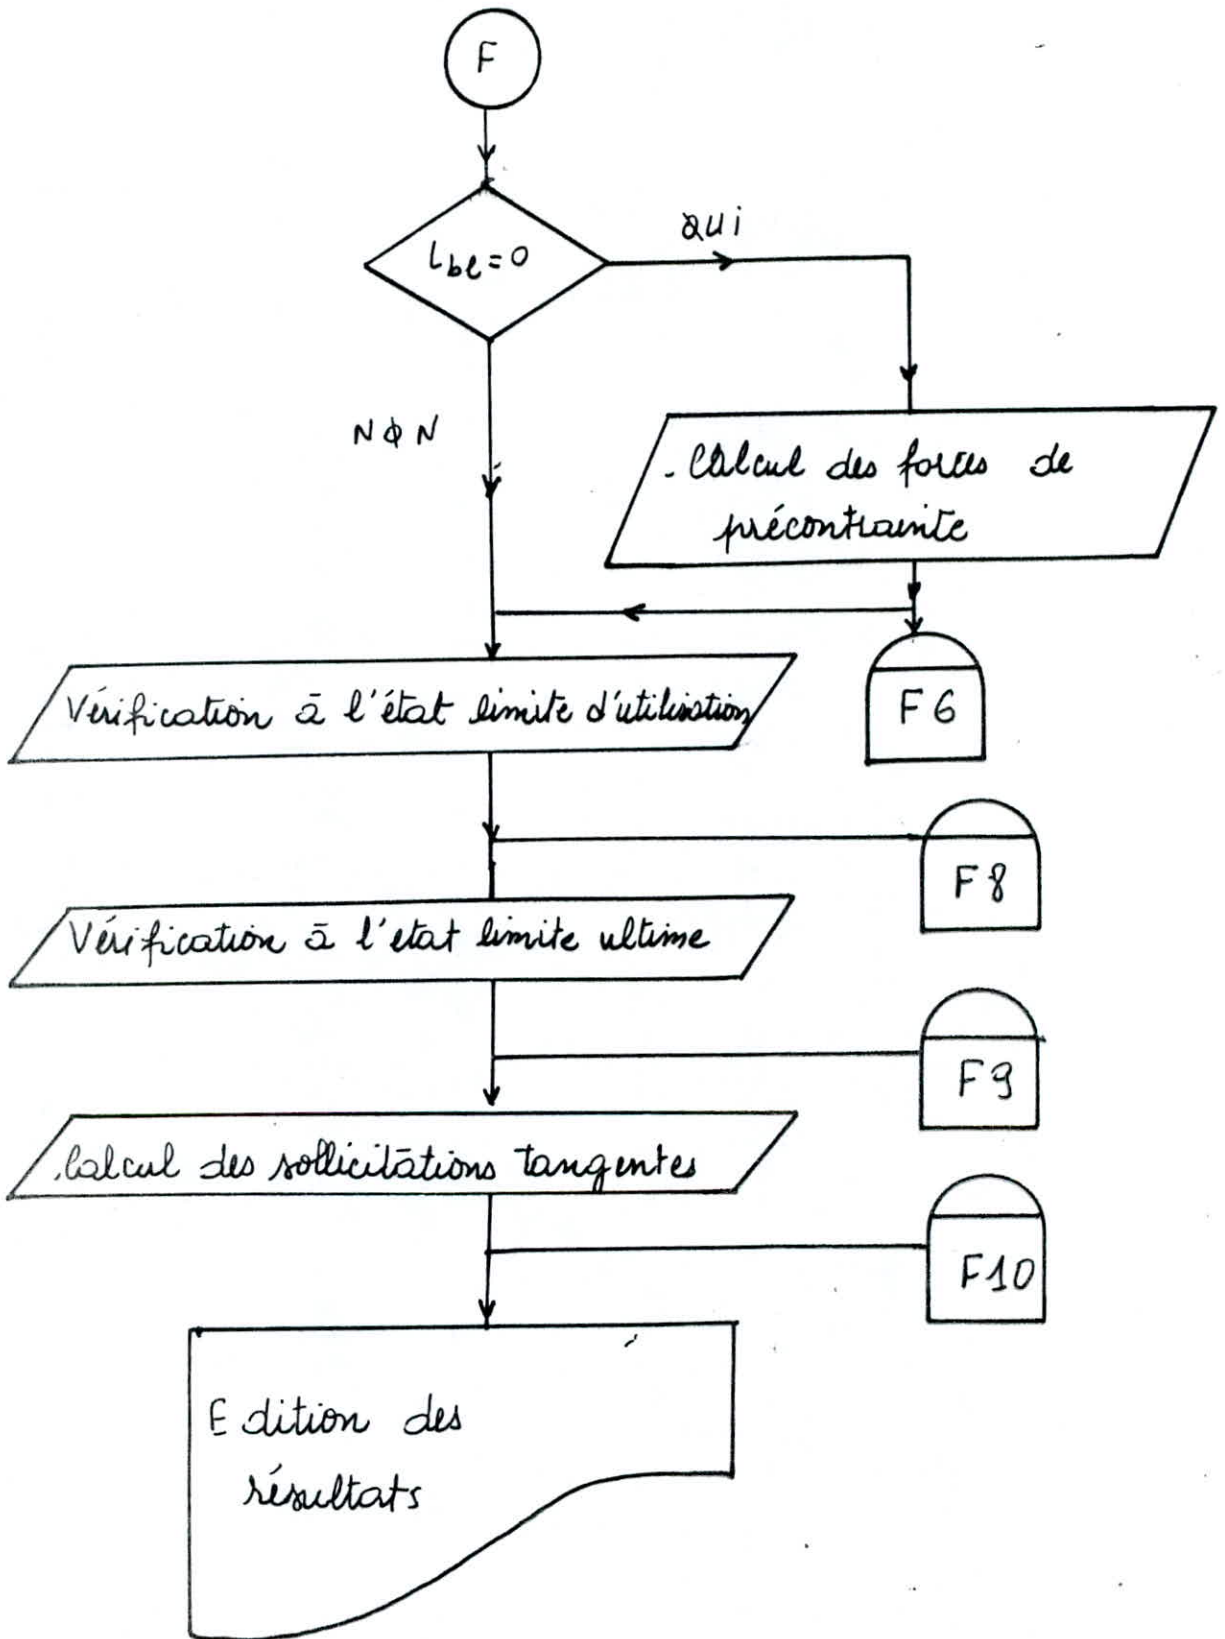 F
Lbl=0
OUI
NON
.Calcul des forces de
précontrainte
Vérification à l'état limite d'utilisation
F6
F8
Vérification à l'etat limite ultime
F9
.Calcul des sollicitations tangentes
F10
Edition des
résultats